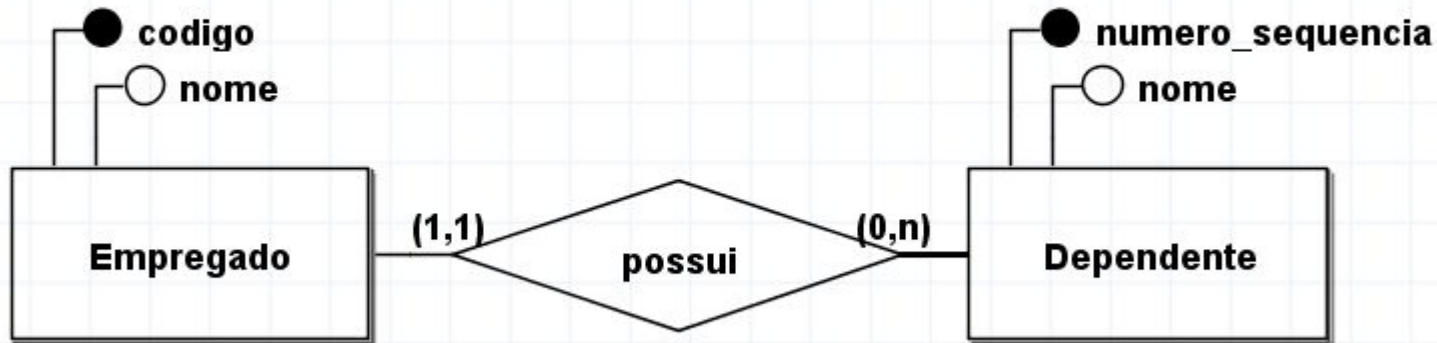 codigo
nome
numero_sequencia
nome
Empregado
(1,1)
possui
(0,n)
Dependente